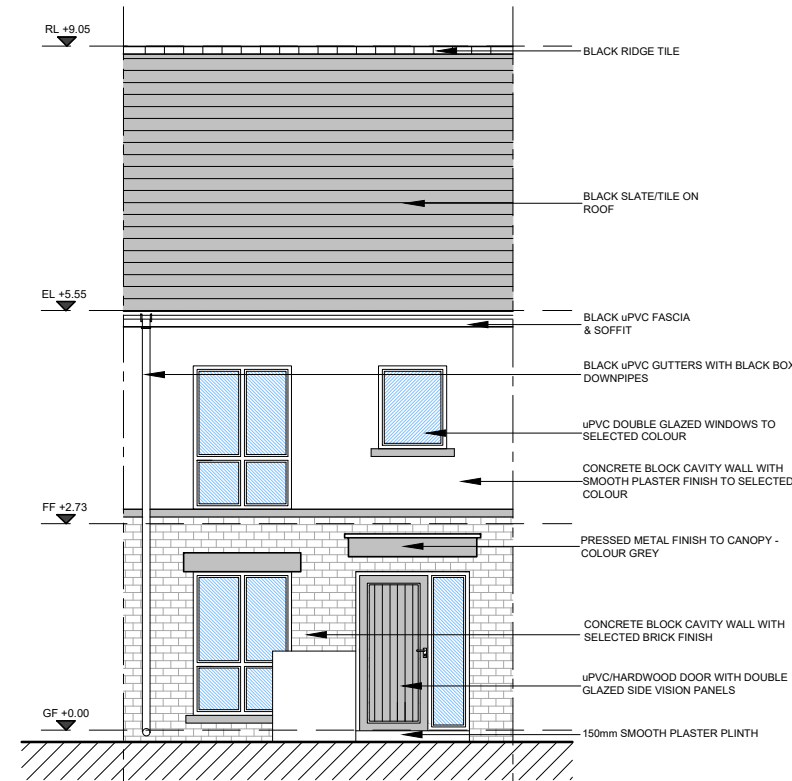 RL +9.05
BLACK RIDGE TILE
BLACK SLATE/TILE ON
ROOF
EL +5.55
BLACK uPVC FASCIA
& SOFFIT
BLACK uPVC GUTTERS WITH BLACK BOX
DOWNPIPES
uPVC DOUBLE GLAZED WINDOWS TO
SELECTED COLOUR
CONCRETE BLOCK CAVITY WALL WITH
SMOOTH PLASTER FINISH TO SELECTED
COLOUR
FF +2.73
PRESSED METAL FINISH TO CANOPY -
COLOUR GREY
CONCRETE BLOCK CAVITY WALL WITH
SELECTED BRICK FINISH
uPVC/HARDWOOD DOOR WITH DOUBLE
GLAZED SIDE VISION PANELS
GF +0.00
150mm SMOOTH PLASTER PLINTH